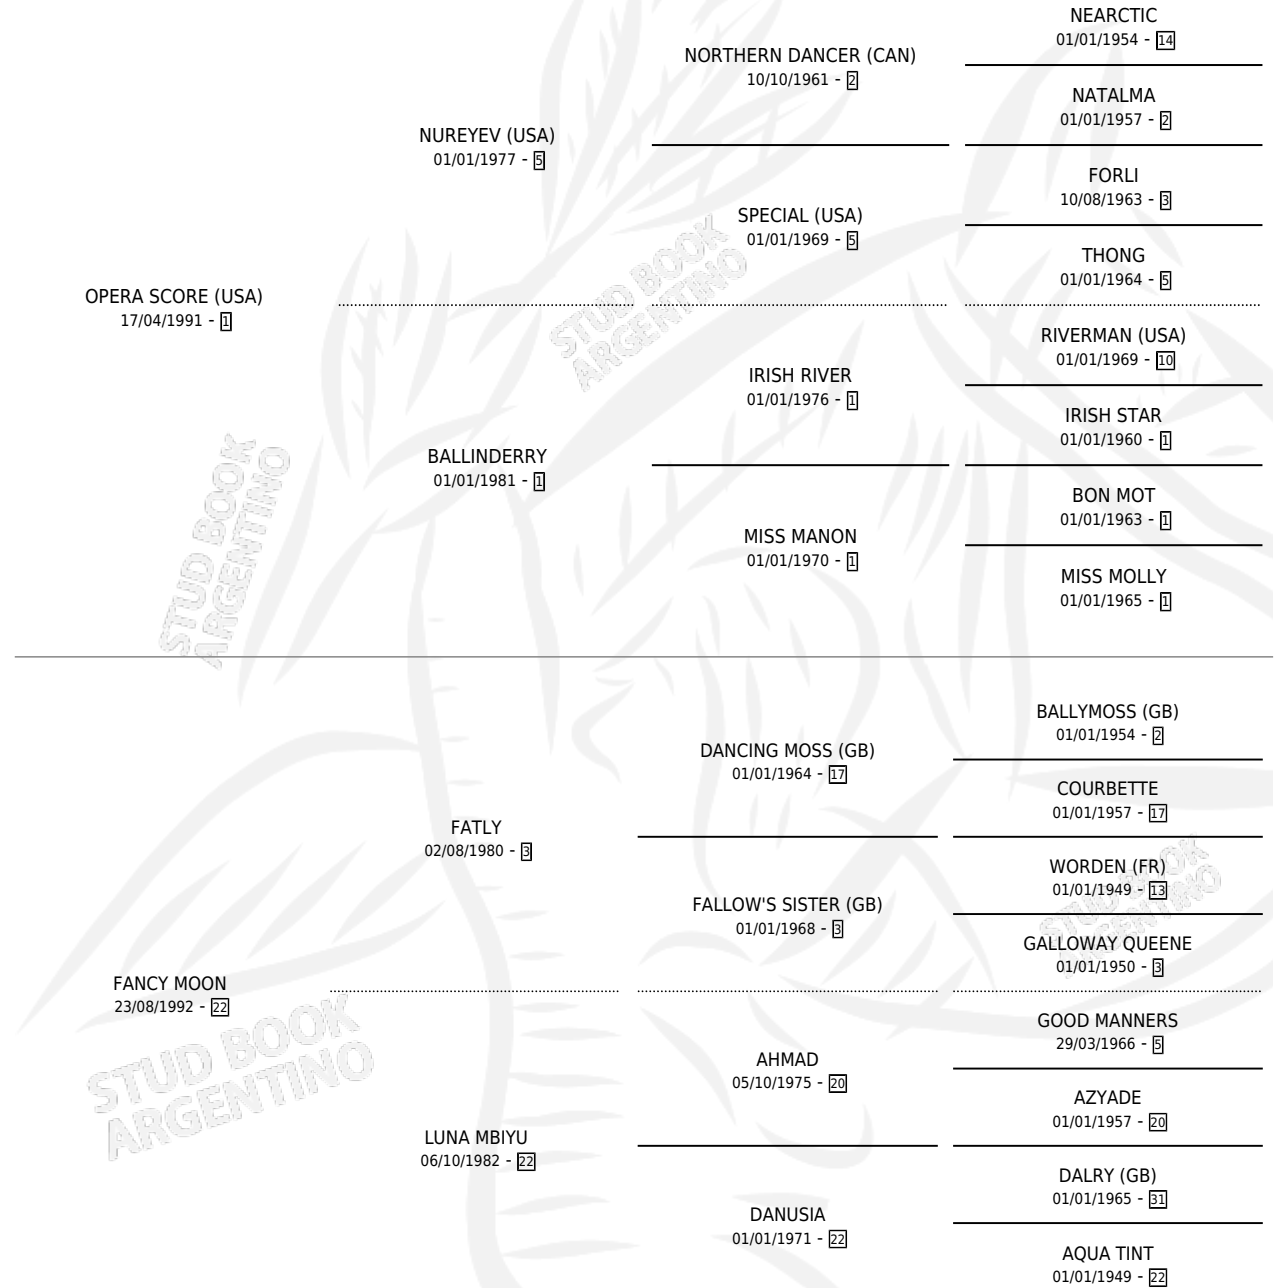 NEARCTIC
01/01/1954 - 14
NORTHERN DANCER (CAN)
10/10/1961 - 2
NATALMA
01/01/1957 - 2
NUREYEV (USA)
01/01/1977 - 5
FORLI
10/08/1963 - 3
SPECIAL (USA)
01/01/1969 - 5
THONG
01/01/1964 - 5
OPERA SCORE (USA)
17/04/1991 - 1
RIVERMAN (USA)
01/01/1969 - 10
IRISH RIVER
01/01/1976 - 1
IRISH STAR
01/01/1960 - 1
BALLINDERRY
01/01/1981 - 1
BON MOT
01/01/1963 - 1
MISS MANON
01/01/1970 - 1
MISS MOLLY
01/01/1965 - 1
BALLYMOSS (GB)
01/01/1954 - 2
DANCING MOSS (GB)
01/01/1964 - 17
COURBETTE
01/01/1957 - 17
FATLY
02/08/1980 - 3
WORDEN (FR)
01/01/1949 - 13
FALLOW'S SISTER (GB)
01/01/1968 - 3
GALLOWAY QUEENE
01/01/1950 - 3
FANCY MOON
23/08/1992 - 22
GOOD MANNERS
29/03/1966 - 5
AHMAD
05/10/1975 - 20
AZYADE
01/01/1957 - 20
LUNA MBIYU
06/10/1982 - 22
DALRY (GB)
01/01/1965 - 31
DANUSIA
01/01/1971 - 22
AQUA TINT
01/01/1949 - 22
STUD BOOK
ARGENTINO
STUD BOOK
ARGENTINO
STUD BOOK
ARGENTINO
STUD BOOK
ARGENTINO